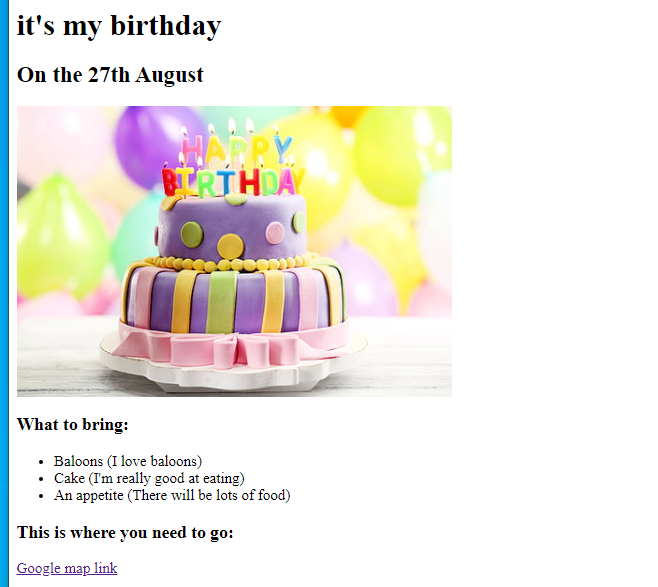 it's my birthday
On the 27th August
HAPPY
BIRTHDAY
What to bring:
Baloons (I love baloons)
Cake (I'm really good at eating)
An appetite (There will be lots of food)
This is where you need to go:
Google map link